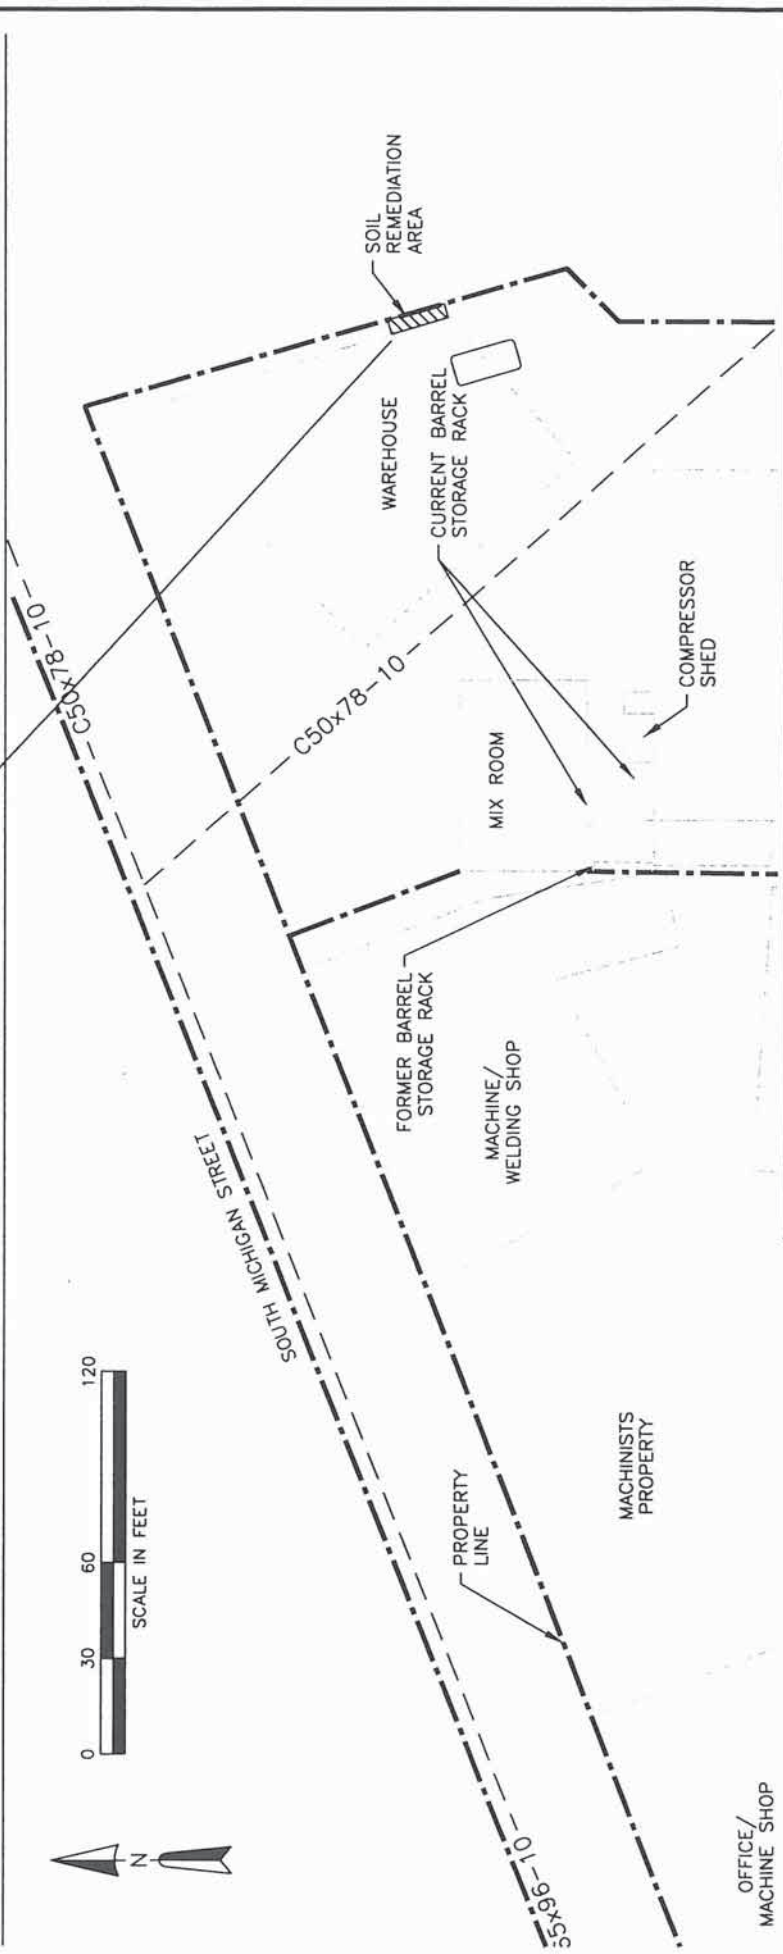 SOIL
REMEDIATION
AREA
C50x78-10
WAREHOUSE
CURRENT BARREL
STORAGE RACK
C50x78-10
COMPRESSOR
SHED
MIX ROOM
FORMER BARREL
STORAGE RACK
MACHINE/
WELDING SHOP
SOUTH MICHIGAN STREET
0 30 60 120
SCALE IN FEET
PROPERTY
LINE
MACHINISTS
PROPERTY
N
55x96-10
OFFICE/
MACHINE SHOP